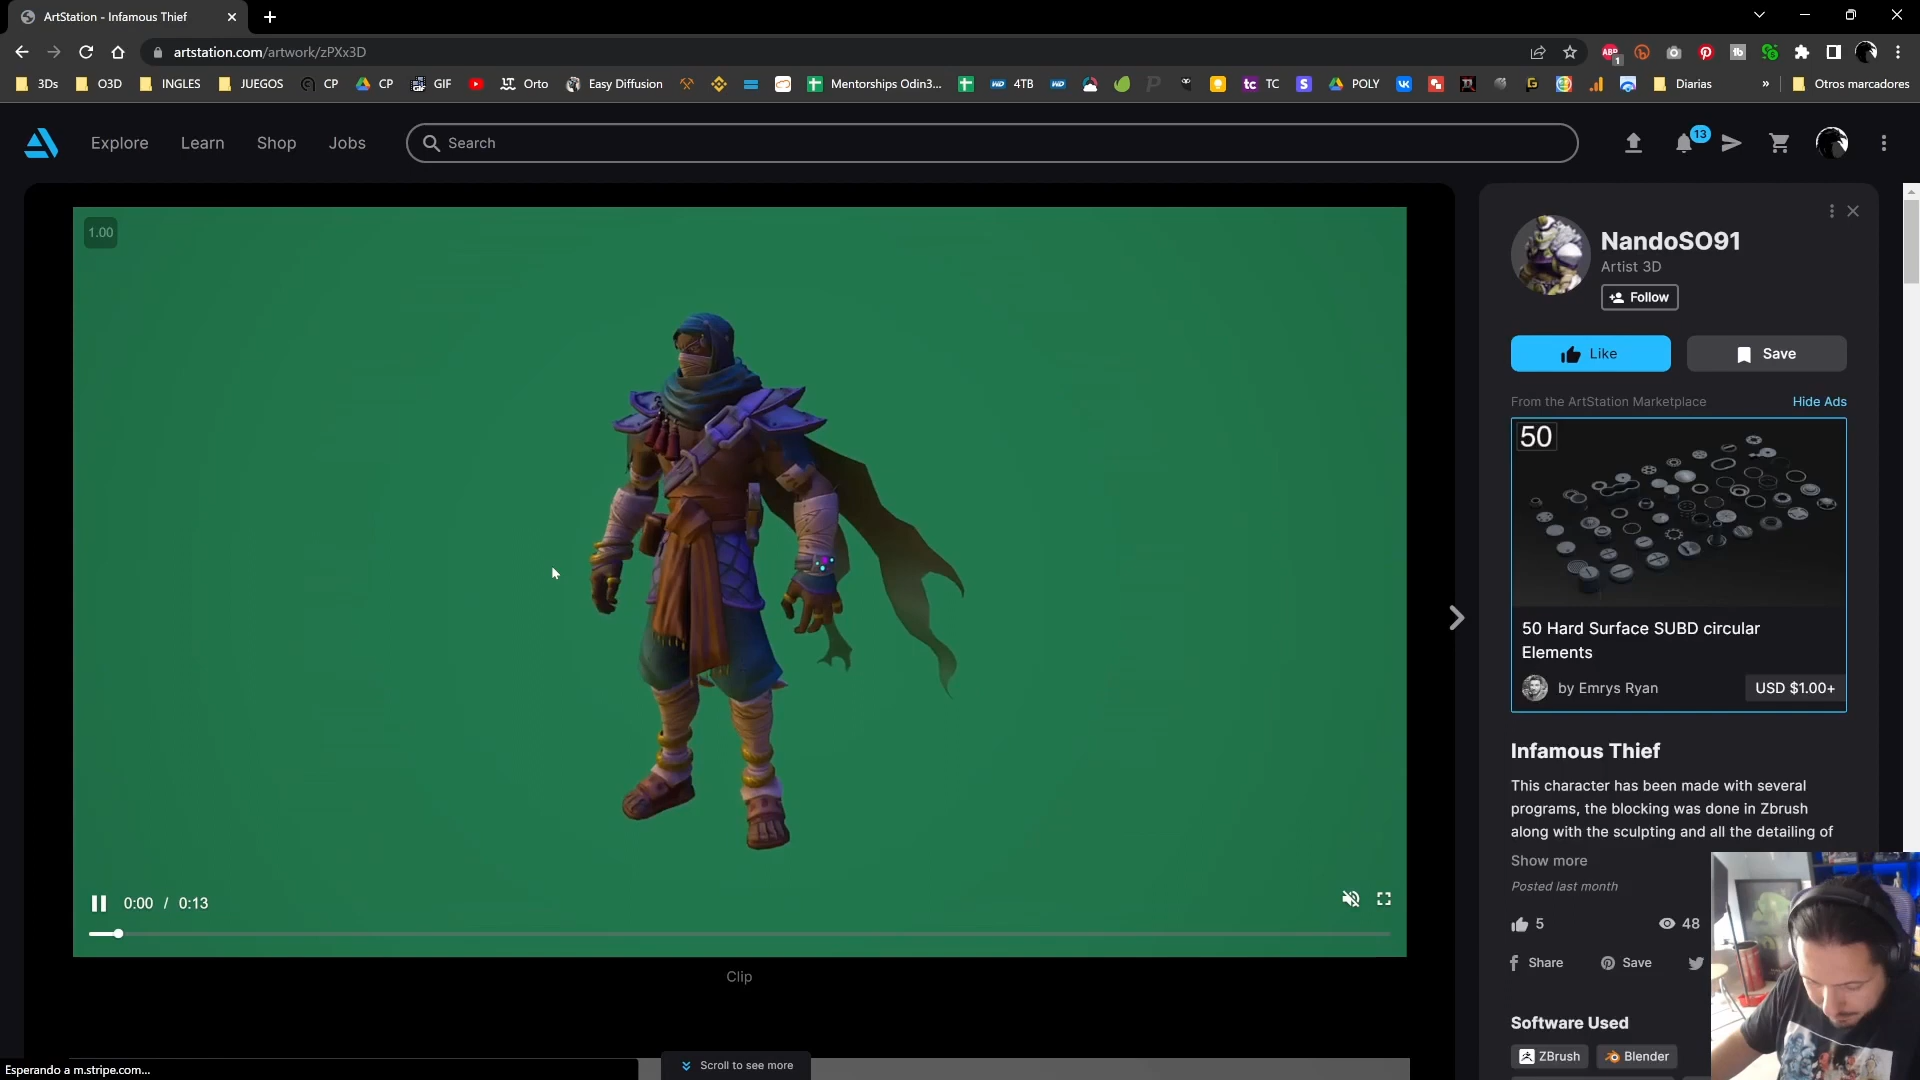 ArtStation - Infamous Thief
artstation.com/artwork/zPXx3D
ABP
1
3Ds
O3D
INGLES
JUEGOS
CP
CP
GIF
Orto
Easy Diffusion
Mentorships Odin3...
WD
4TB
WD
tc
TC
S
POLY
Diarias
»
Otros marcadores
Explore
Learn
Shop
Jobs
Search
13
1.00
0:00 / 0:13
Clip
Scroll to see more
Esperando a m.stripe.com...
NandoSO91
Artist 3D
Follow
Like
Save
From the ArtStation Marketplace
Hide Ads
50
50 Hard Surface SUBD circular
Elements
by Emrys Ryan
USD $1.00+
Infamous Thief
This character has been made with several
programs, the blocking was done in Zbrush
along with the sculpting and all the detailing of
Show more
Posted last month
5
48
Share
Save
Software Used
ZBrush
Blender